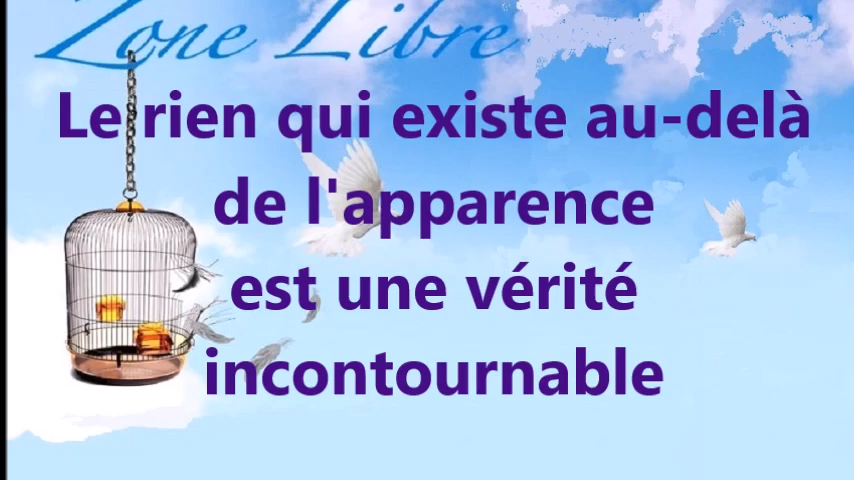 Zone Libre
Le rien qui existe au-delà
de l'apparence
est une vérité
incontournable